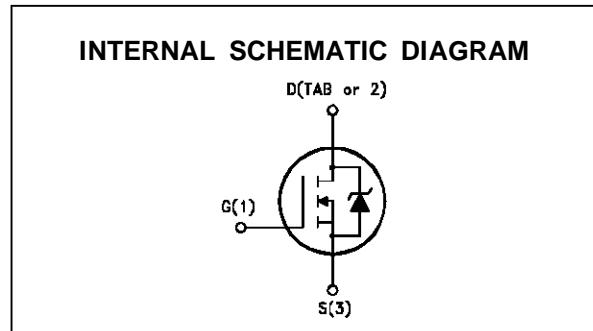 INTERNAL SCHEMATIC DIAGRAM
D(TAB or 2)
G(1)
S(3)